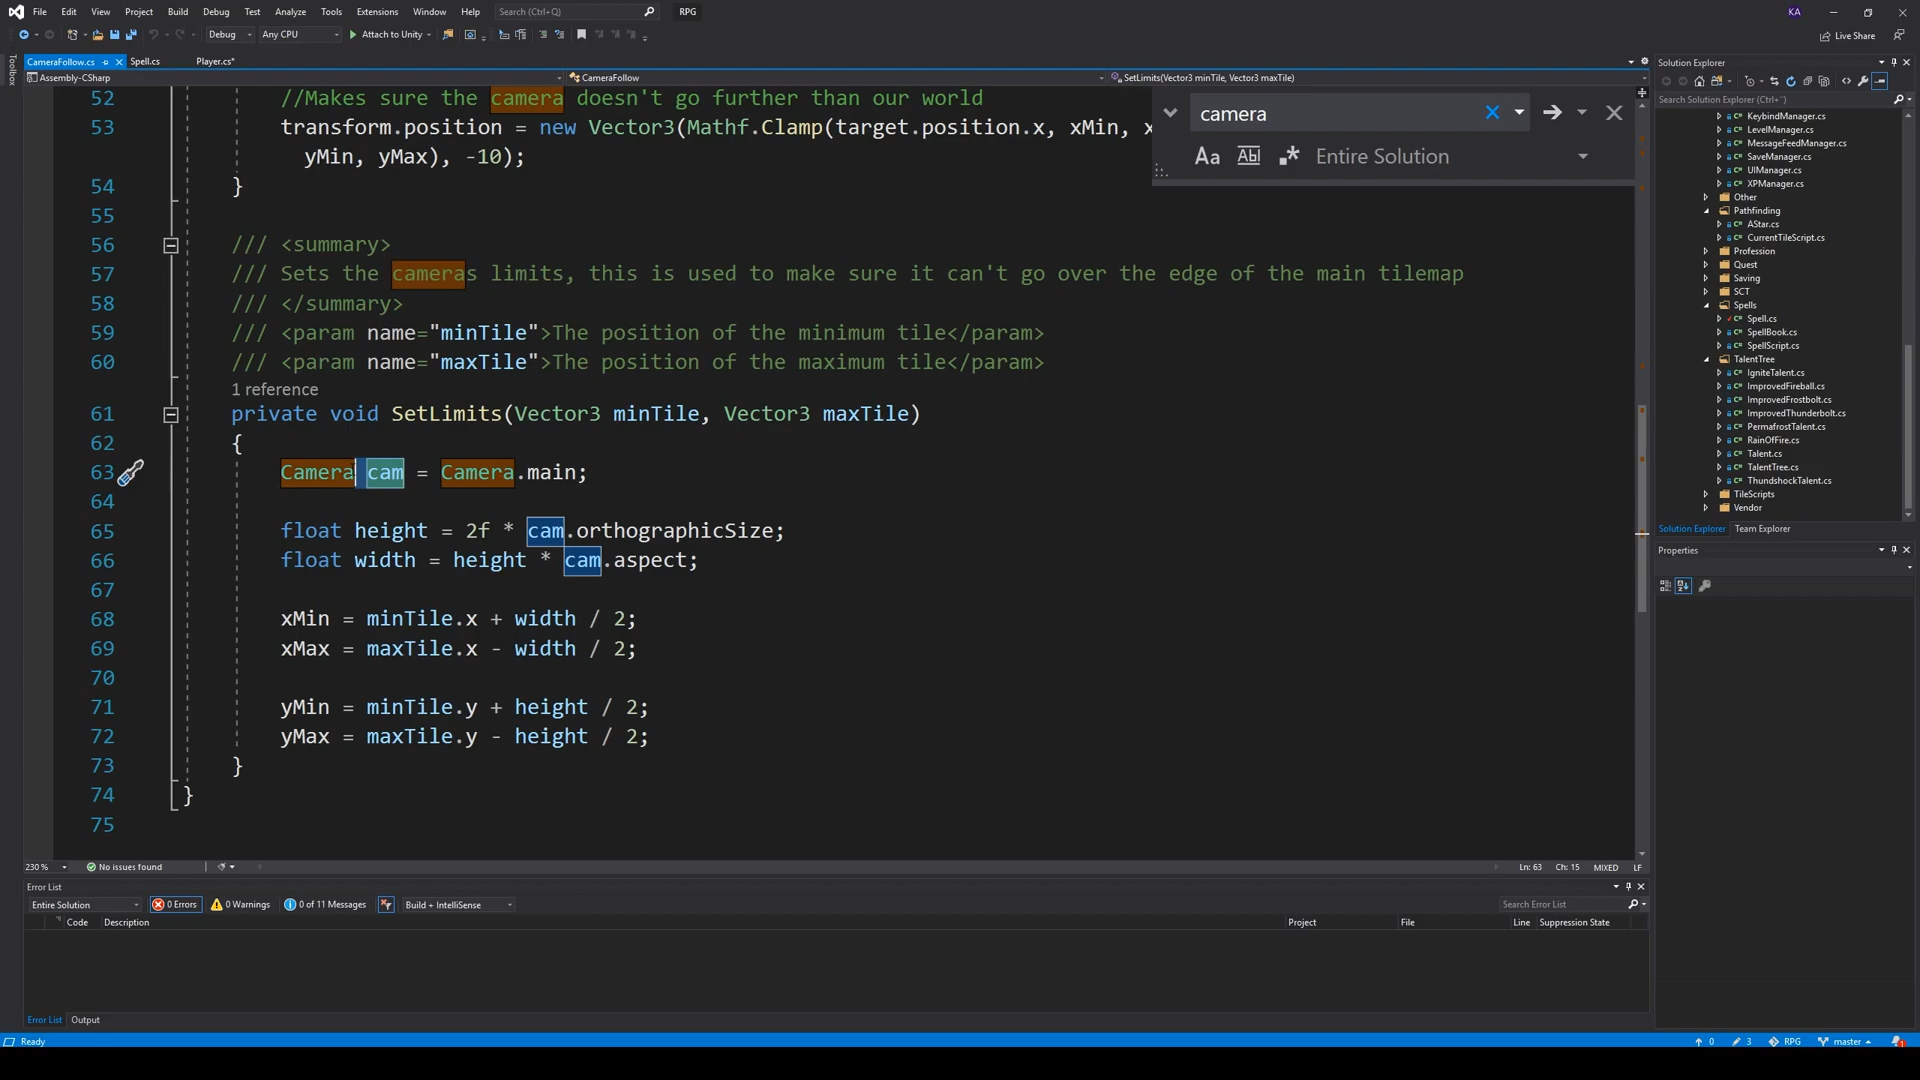 File Edit View Project Build Debug Test Analyze Tools Extensions Window Help Search (Ctrl+Q) RPG KA
Debug Any CPU Attach to Unity Live Share
CameraFollow.cs Spell.cs Player.cs*
Assembly-CSharp CameraFollow SetLimits(Vector3 minTile, Vector3 maxTile)
52 //Makes sure the camera doesn't go further than our world
53 transform.position = new Vector3(Mathf.Clamp(target.position.x, xMin, x
yMin, yMax), -10);
54 }
55
56 /// <summary>
57 /// Sets the cameras limits, this is used to make sure it can't go over the edge of the main tilemap
58 /// </summary>
59 /// <param name="minTile">The position of the minimum tile</param>
60 /// <param name="maxTile">The position of the maximum tile</param>
1 reference
61 private void SetLimits(Vector3 minTile, Vector3 maxTile)
62 {
63 Camera cam = Camera.main;
64
65 float height = 2f * cam.orthographicSize;
66 float width = height * cam.aspect;
67
68 xMin = minTile.x + width / 2;
69 xMax = maxTile.x - width / 2;
70
71 yMin = minTile.y + height / 2;
72 yMax = maxTile.y - height / 2;
73 }
74 }
75
camera
Aa Abl .* Entire Solution
230 % No issues found Ln: 63 Ch: 15 MIXED LF
Error List
Entire Solution 0 Errors 0 Warnings 0 of 11 Messages Build + IntelliSense Search Error List
Code Description Project File Line Suppression State
Error List Output
Ready 0 3 RPG master 1
Solution Explorer
Search Solution Explorer (Ctrl+¨)
KeybindManager.cs
LevelManager.cs
MessageFeedManager.cs
SaveManager.cs
UIManager.cs
XPManager.cs
Other
Pathfinding
AStar.cs
CurrentTileScript.cs
Profession
Quest
Saving
SCT
Spells
Spell.cs
SpellBook.cs
SpellScript.cs
TalentTree
IgniteTalent.cs
ImprovedFireball.cs
ImprovedFrostbolt.cs
ImprovedThunderbolt.cs
PermafrostTalent.cs
RainOfFire.cs
Talent.cs
TalentTree.cs
ThundshockTalent.cs
TileScripts
Vendor
Solution Explorer Team Explorer
Properties
Toolbox